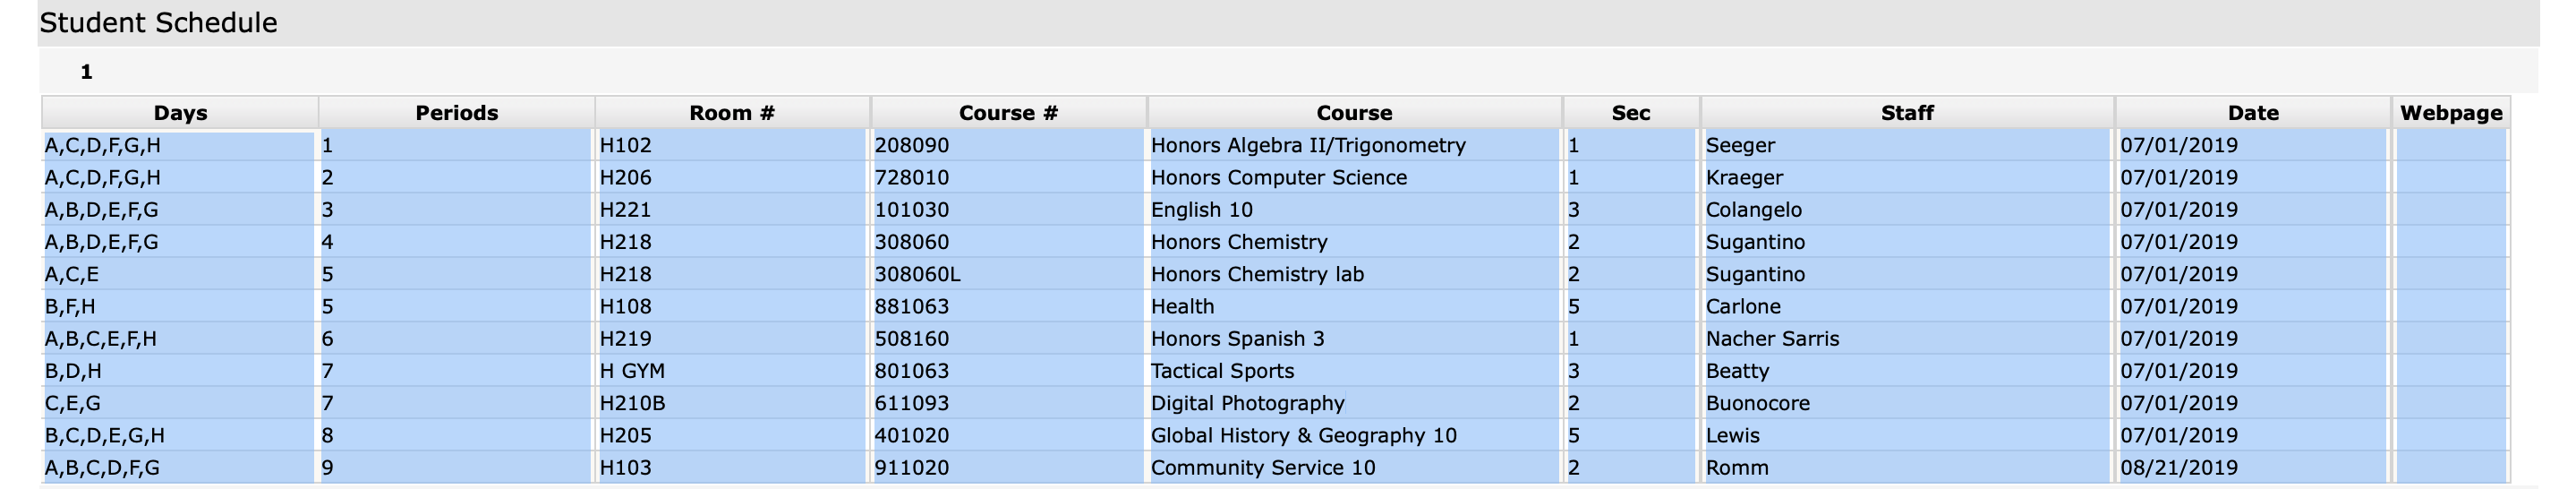 Student Schedule
1
Days Periods Room # Course # Course Sec Staff Date Webpage
A,C,D,F,G,H 1 H102 208090 Honors Algebra II/Trigonometry 1 Seeger 07/01/2019
A,C,D,F,G,H 2 H206 728010 Honors Computer Science 1 Kraeger 07/01/2019
A,B,D,E,F,G 3 H221 101030 English 10 3 Colangelo 07/01/2019
A,B,D,E,F,G 4 H218 308060 Honors Chemistry 2 Sugantino 07/01/2019
A,C,E 5 H218 308060L Honors Chemistry lab 2 Sugantino 07/01/2019
B,F,H 5 H108 881063 Health 5 Carlone 07/01/2019
A,B,C,E,F,H 6 H219 508160 Honors Spanish 3 1 Nacher Sarris 07/01/2019
B,D,H 7 H GYM 801063 Tactical Sports 3 Beatty 07/01/2019
C,E,G 7 H210B 611093 Digital Photography 2 Buonocore 07/01/2019
B,C,D,E,G,H 8 H205 401020 Global History & Geography 10 5 Lewis 07/01/2019
A,B,C,D,F,G 9 H103 911020 Community Service 10 2 Romm 08/21/2019